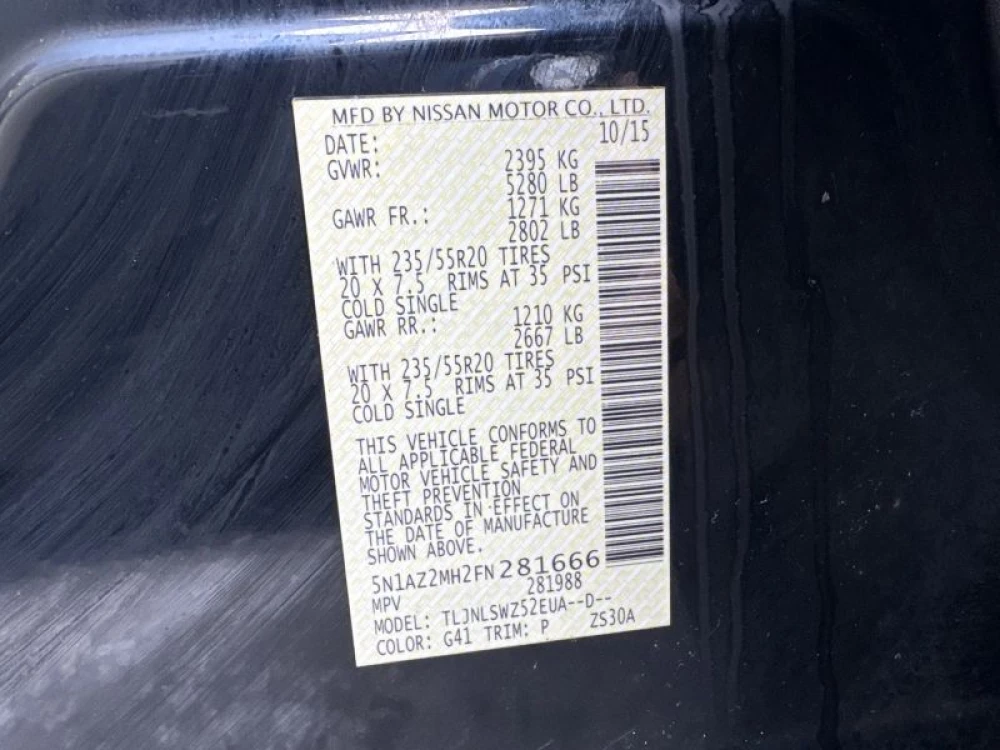 MFD BY NISSAN MOTOR CO., LTD.
DATE: 10/15
GVWR: 2395 KG
5280 LB
GAWR FR.: 1271 KG
2802 LB
WITH 235/55R20 TIRES
20 X 7.5 RIMS AT 35 PSI
COLD SINGLE
GAWR RR.: 1210 KG
2667 LB
WITH 235/55R20 TIRES
20 X 7.5 RIMS AT 35 PSI
COLD SINGLE
THIS VEHICLE CONFORMS TO
ALL APPLICABLE FEDERAL
MOTOR VEHICLE SAFETY AND
THEFT PREVENTION
STANDARDS IN EFFECT ON
THE DATE OF MANUFACTURE
SHOWN ABOVE.
5N1AZ2MH2FN281666
MPV 281988
MODEL: TLJNLSWZ52EUA--D--
COLOR: G41 TRIM: P ZS30A